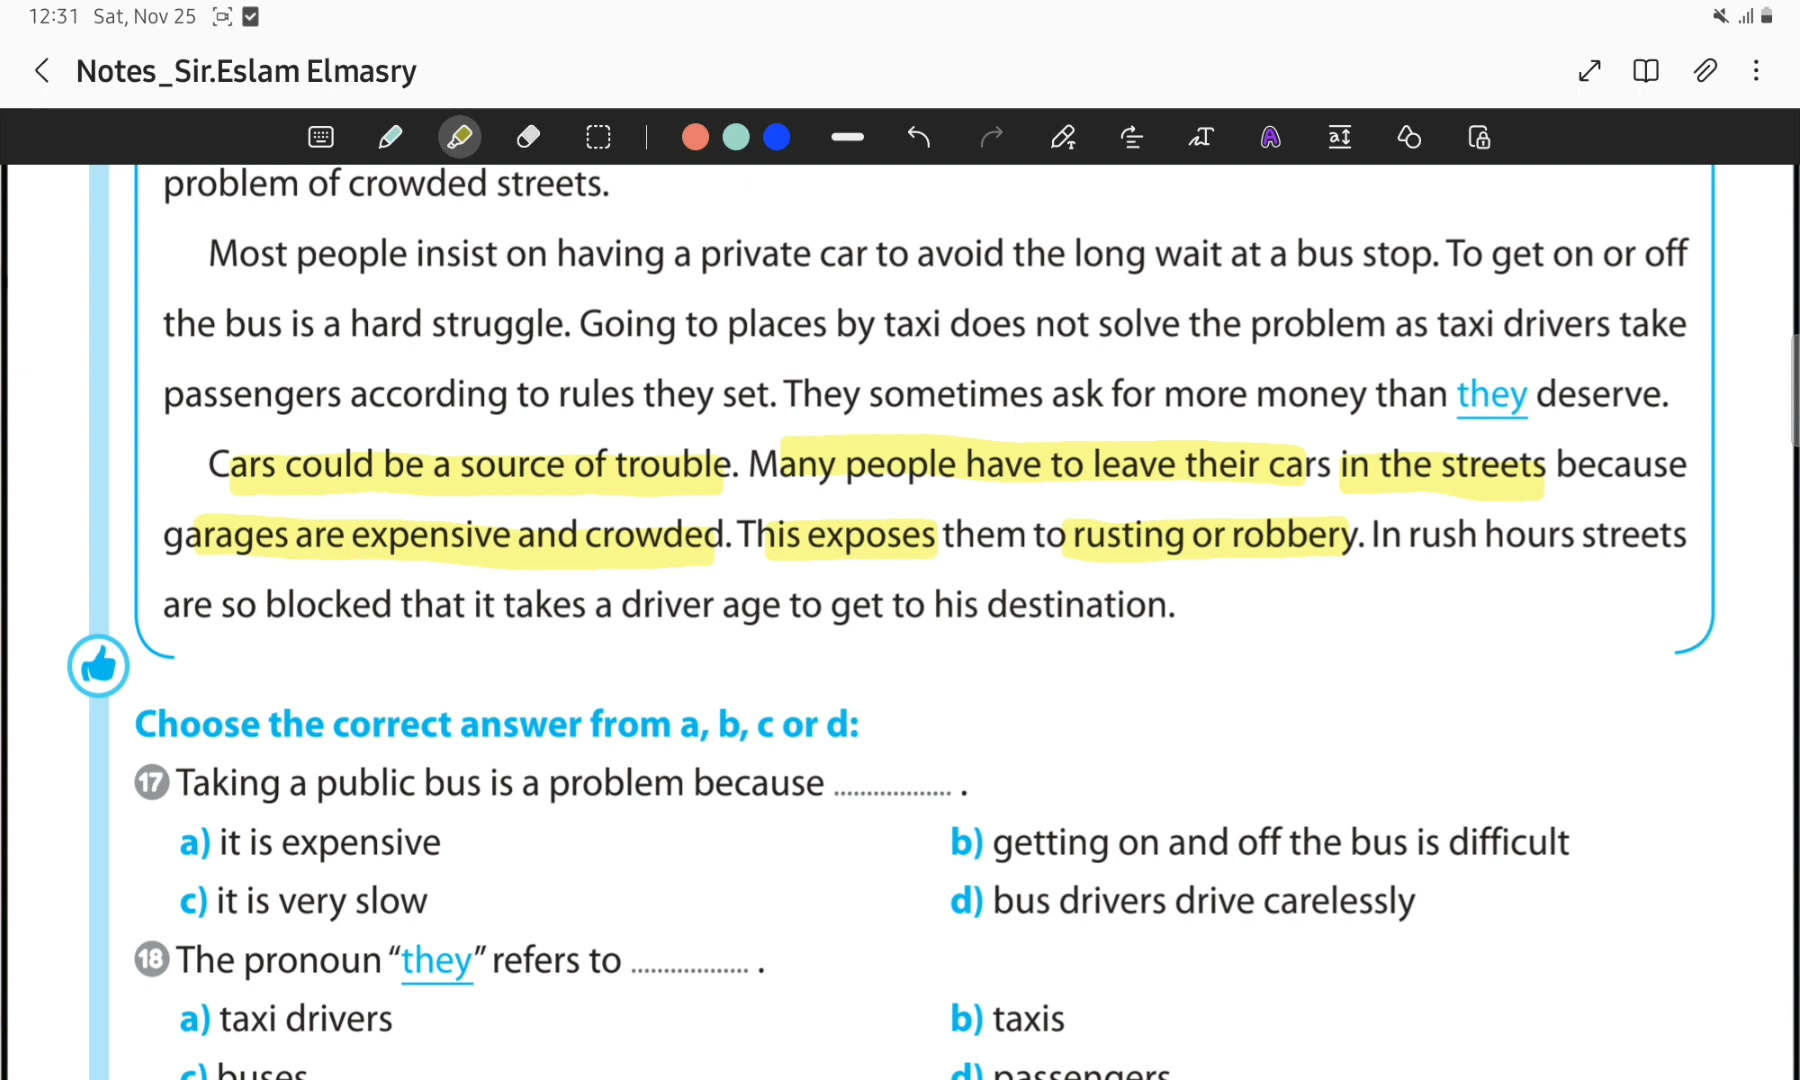 12:31 Sat, Nov 25
Notes_Sir.Eslam Elmasry
problem of crowded streets.
Most people insist on having a private car to avoid the long wait at a bus stop. To get on or off
the bus is a hard struggle. Going to places by taxi does not solve the problem as taxi drivers take
passengers according to rules they set. They sometimes ask for more money than they deserve.
Cars could be a source of trouble. Many people have to leave their cars in the streets because
garages are expensive and crowded. This exposes them to rusting or robbery. In rush hours streets
are so blocked that it takes a driver age to get to his destination.
Choose the correct answer from a, b, c or d:
17 Taking a public bus is a problem because .................. .
a) it is expensive
b) getting on and off the bus is difficult
c) it is very slow
d) bus drivers drive carelessly
18 The pronoun “they” refers to .................. .
a) taxi drivers
b) taxis
c) buses
d) passengers